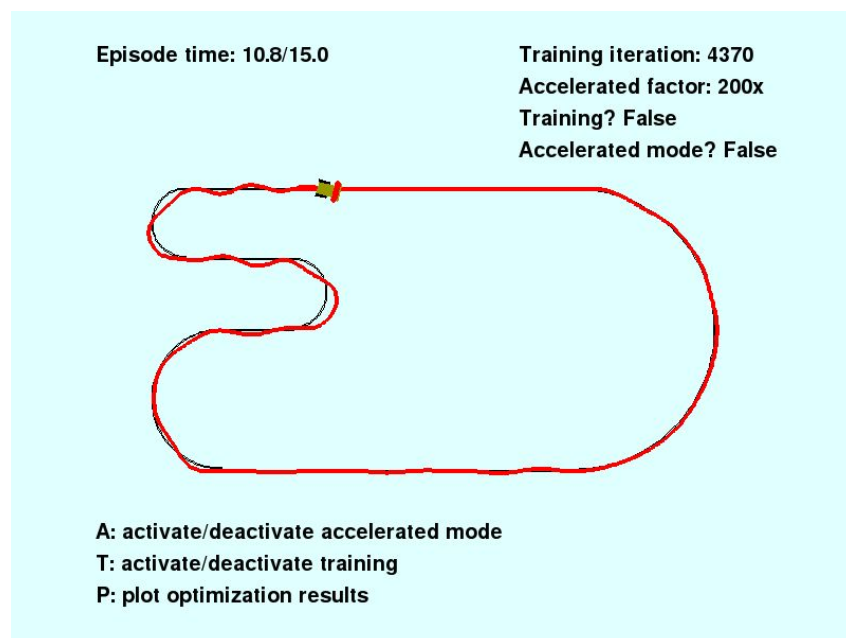 Episode time: 10.8/15.0
Training iteration: 4370
Accelerated factor: 200x
Training? False
Accelerated mode? False
A: activate/deactivate accelerated mode
T: activate/deactivate training
P: plot optimization results